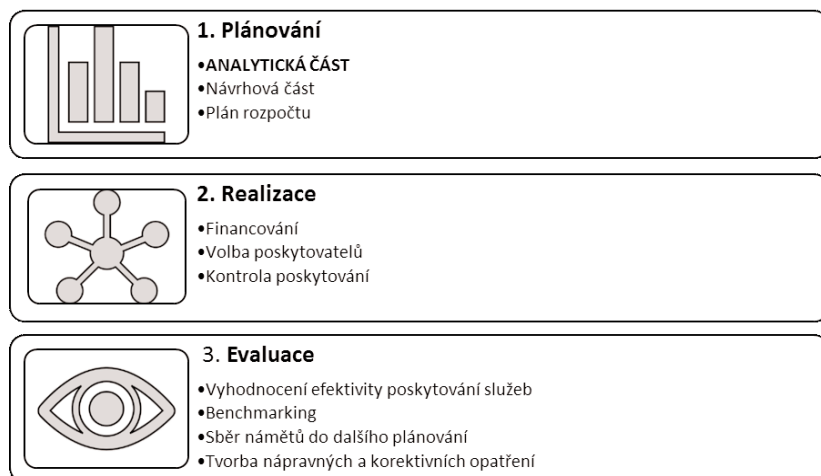 1. Plánování
•ANALYTICKÁ ČÁST
•Návrhová část
•Plán rozpočtu
2. Realizace
•Financování
•Volba poskytovatelů
•Kontrola poskytování
3. Evaluace
•Vyhodnocení efektivity poskytování služeb
•Benchmarking
•Sběr námětů do dalšího plánování
•Tvorba nápravných a korektivních opatření